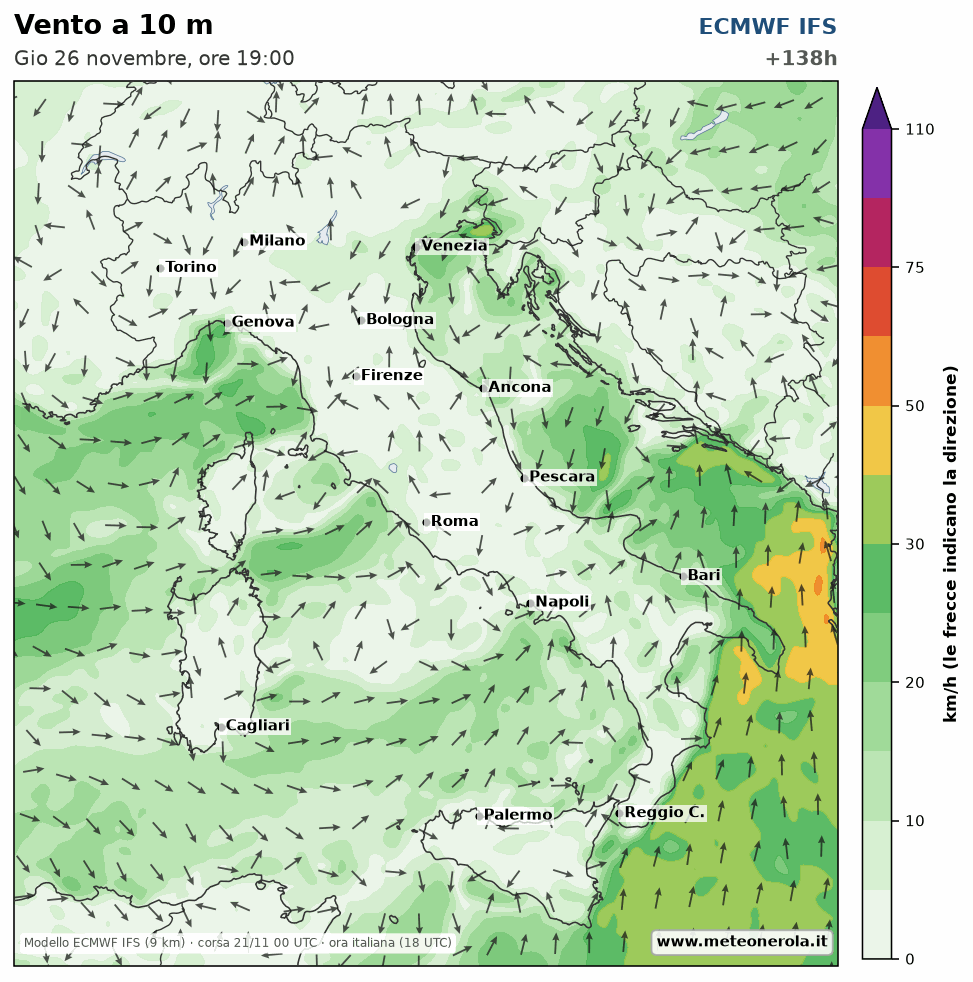 Vento a 10 m
ECMWF IFS
Gio 26 novembre, ore 19:00
+138h
110
75
50
30
20
10
0
km/h (le frecce indicano la direzione)
Milano
Venezia
Torino
Genova
Bologna
Firenze
Ancona
Pescara
Roma
Bari
Napoli
Cagliari
Palermo
Reggio C.
Modello ECMWF IFS (9 km) · corsa 21/11 00 UTC · ora italiana (18 UTC)
www.meteonerola.it